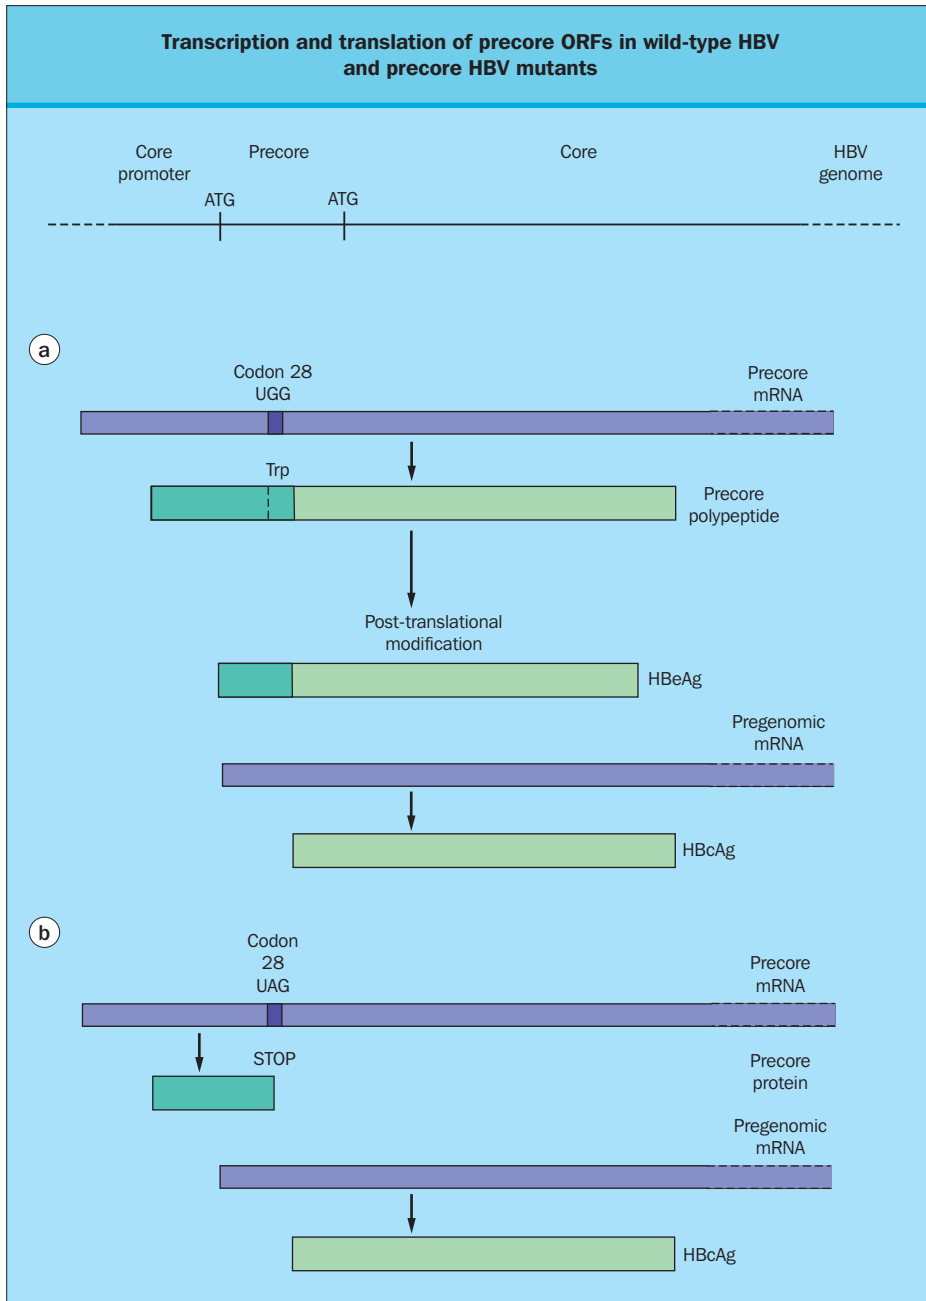 Transcription and translation of precore ORFs in wild-type HBV
and precore HBV mutants
Core
promoter
Precore
Core
HBV
genome
ATG
ATG
a
Codon 28
UGG
Precore
mRNA
Trp
Precore
polypeptide
Post-translational
modification
HBeAg
Pregenomic
mRNA
HBcAg
b
Codon
28
UAG
Precore
mRNA
STOP
Precore
protein
Pregenomic
mRNA
HBcAg